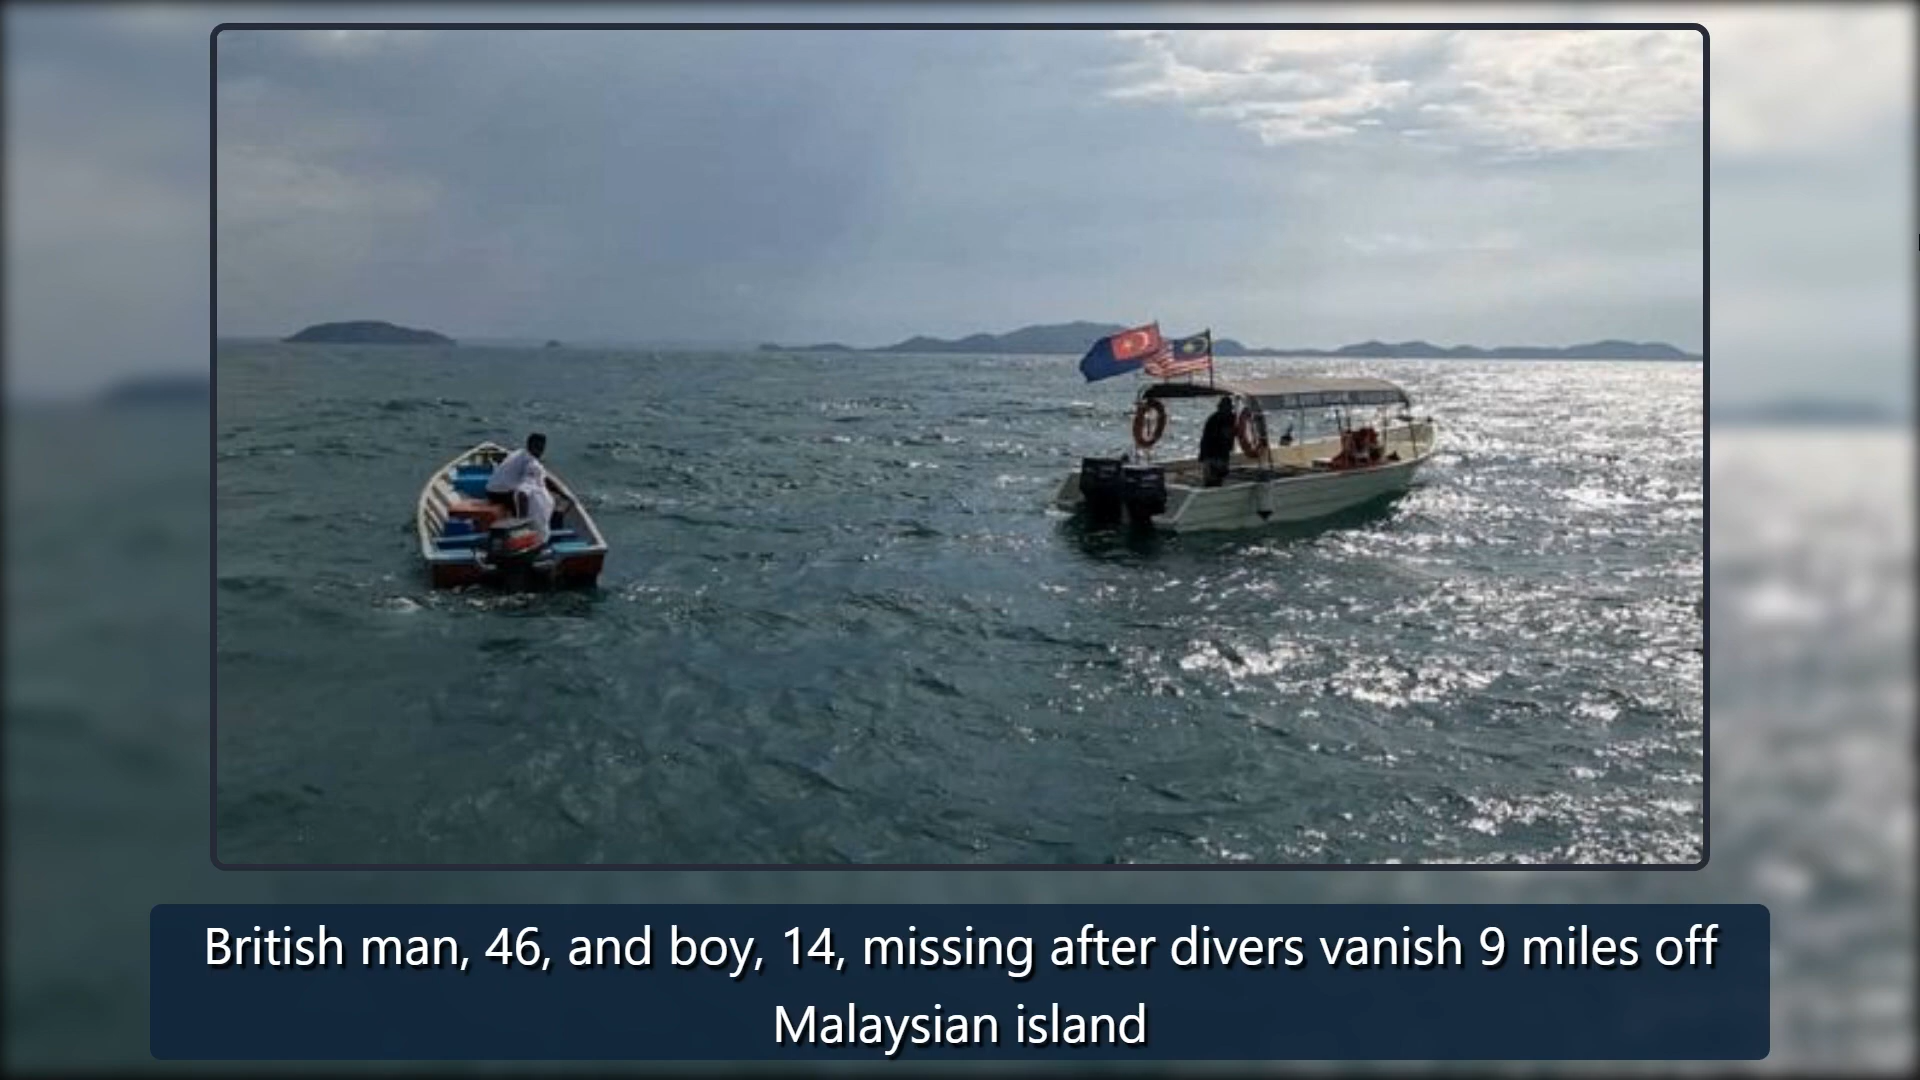 British man, 46, and boy, 14, missing after divers vanish 9 miles off
Malaysian island